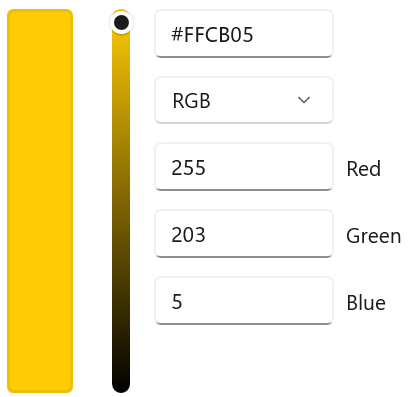 #FFCB05
RGB
255 Red
203 Green
5 Blue